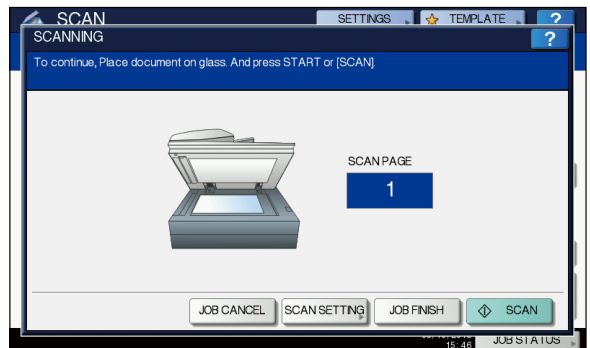 SCAN
SETTINGS
TEMPLATE
?
SCANNING
?
To continue, Place document on glass. And press START or [SCAN].
SCAN PAGE
1
JOB CANCEL
SCAN SETTING
JOB FINISH
SCAN
15:46
JOB STATUS